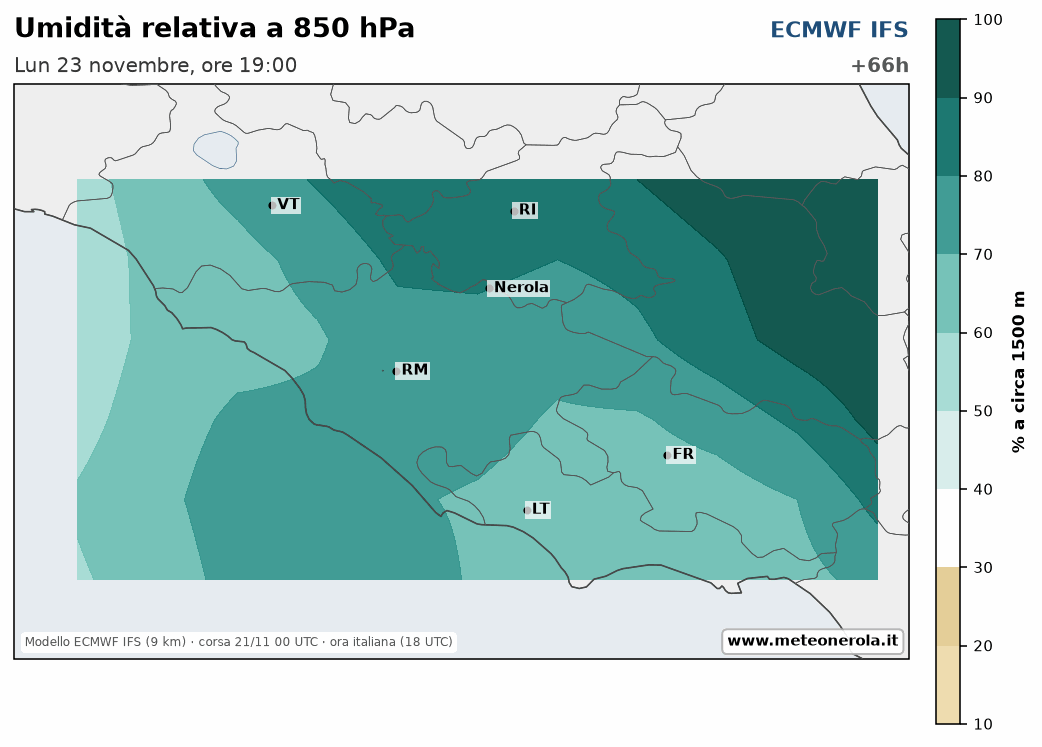 Umidità relativa a 850 hPa
ECMWF IFS
Lun 23 novembre, ore 19:00
+66h
VT
RI
Nerola
RM
FR
LT
Modello ECMWF IFS (9 km) · corsa 21/11 00 UTC · ora italiana (18 UTC)
www.meteonerola.it
100
90
80
70
60
50
40
30
20
10
% a circa 1500 m